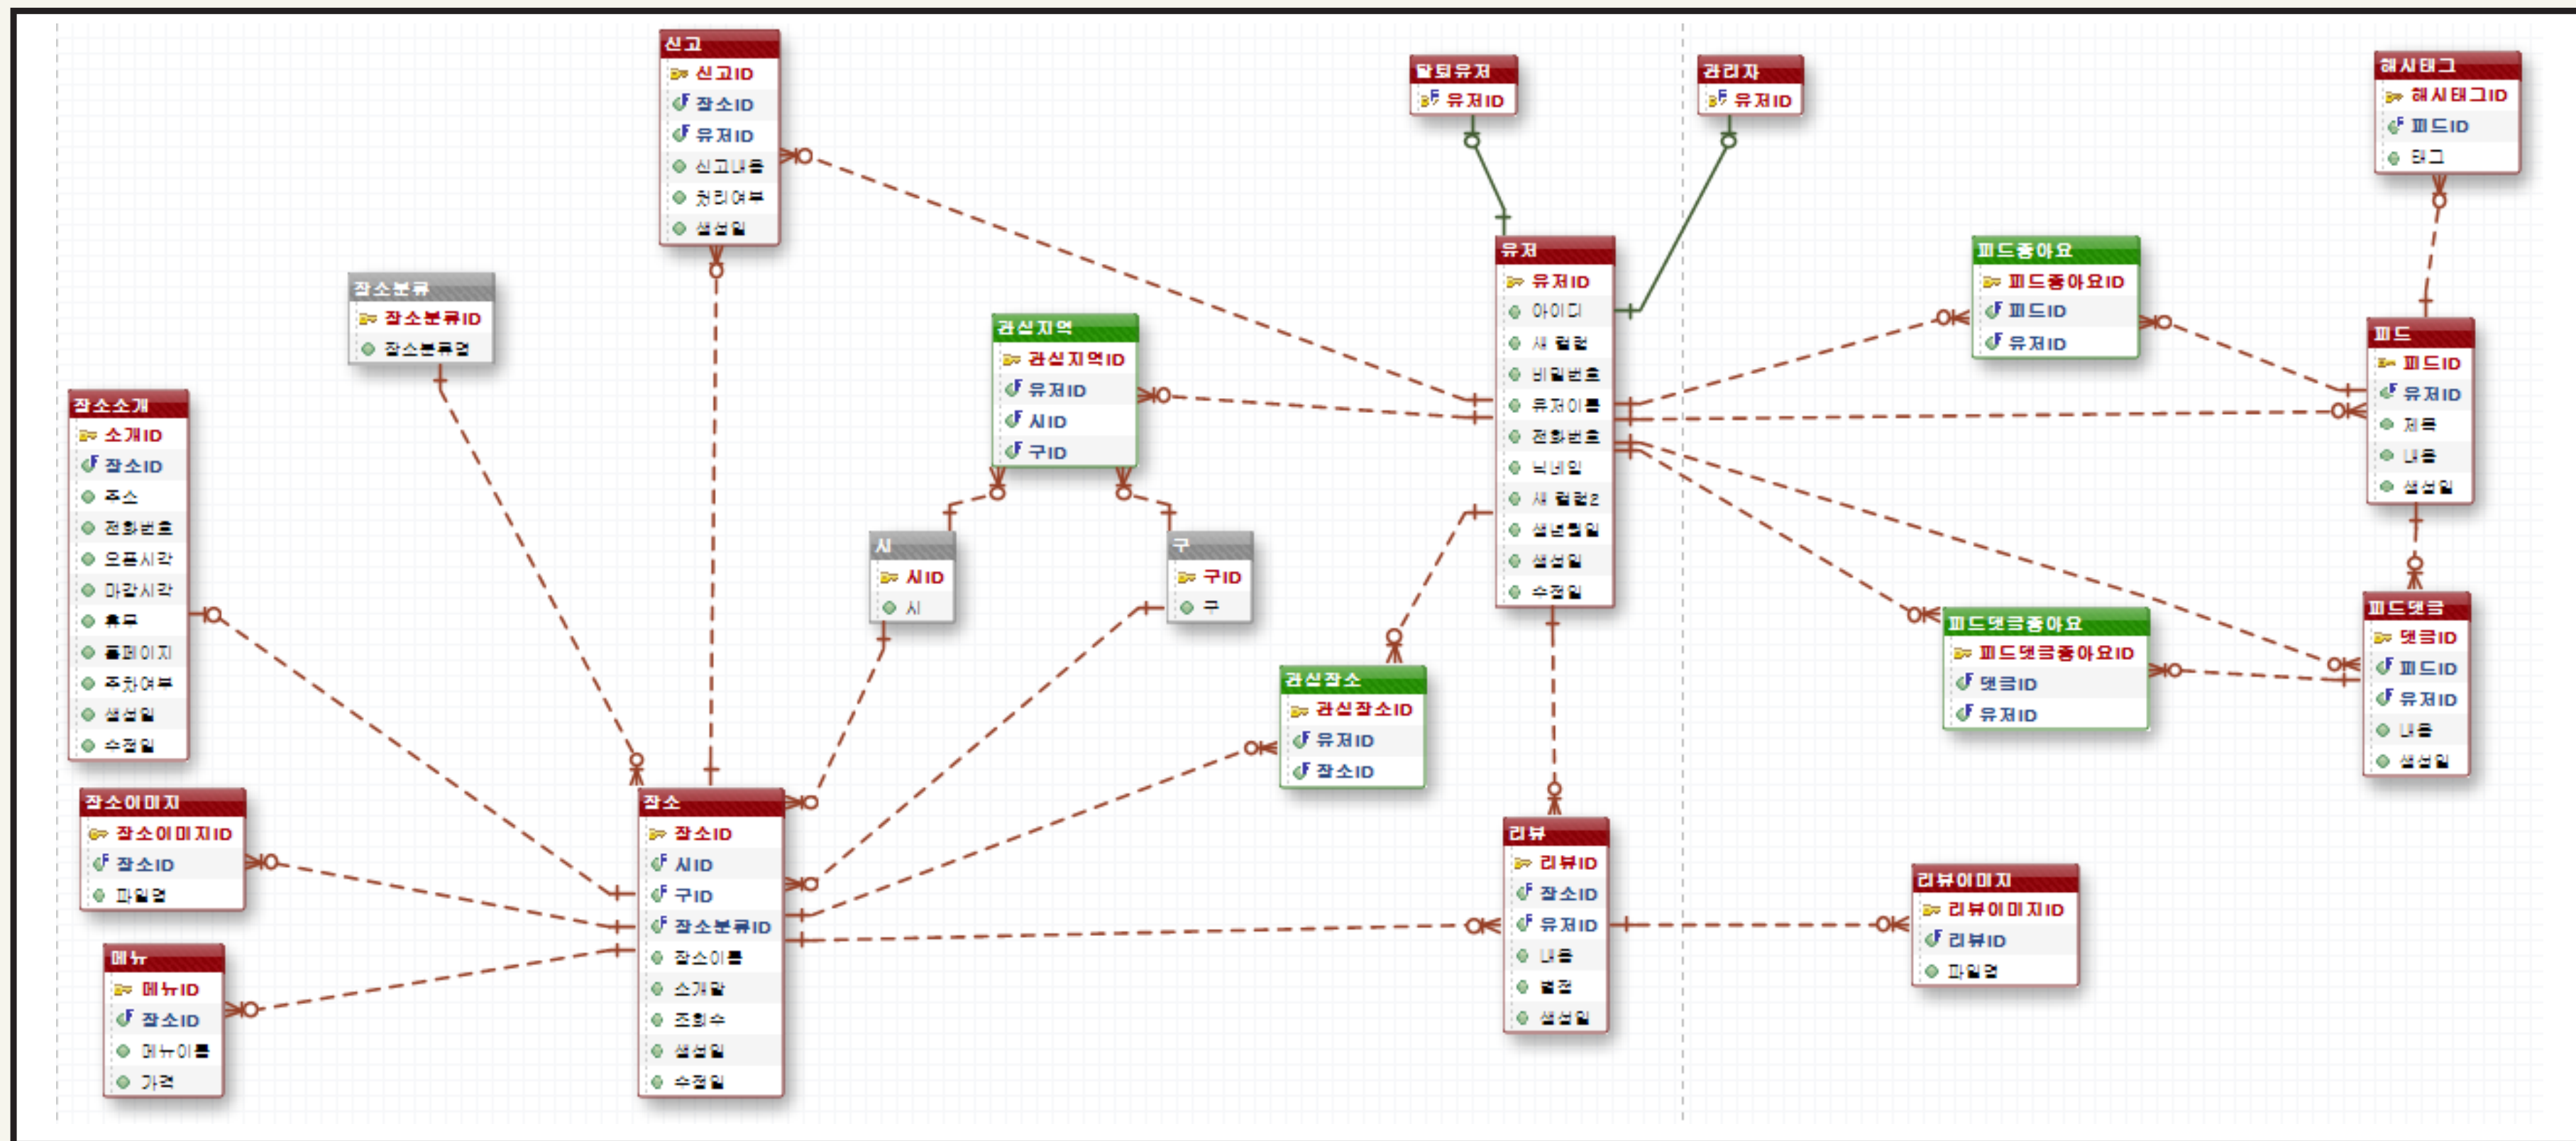 신고
신고ID
장소ID
유저ID
신고내용
처리여부
생성일
탈퇴유저
유저ID
관리자
유저ID
해시태그
해시태그ID
피드ID
태그
장소분류
장소분류ID
장소분류명
관심지역
관심지역ID
유저ID
시ID
구ID
유저
유저ID
아이디
새 컬럼
비밀번호
유저이름
전화번호
닉네임
새 컬럼2
생년월일
생성일
수정일
피드좋아요
피드좋아요ID
피드ID
유저ID
피드
피드ID
유저ID
제목
내용
생성일
장소소개
소개ID
장소ID
주소
전화번호
오픈시각
마감시각
휴무
홈페이지
주차여부
생성일
수정일
시
시ID
시
구
구ID
구
관심장소
관심장소ID
유저ID
장소ID
피드댓글좋아요
피드댓글좋아요ID
댓글ID
유저ID
피드댓글
댓글ID
피드ID
유저ID
내용
생성일
장소이미지
장소이미지ID
장소ID
파일명
장소
장소ID
시ID
구ID
장소분류ID
장소이름
소개말
조회수
생성일
수정일
리뷰
리뷰ID
장소ID
유저ID
내용
별점
생성일
리뷰이미지
리뷰이미지ID
리뷰ID
파일명
메뉴
메뉴ID
장소ID
메뉴이름
가격